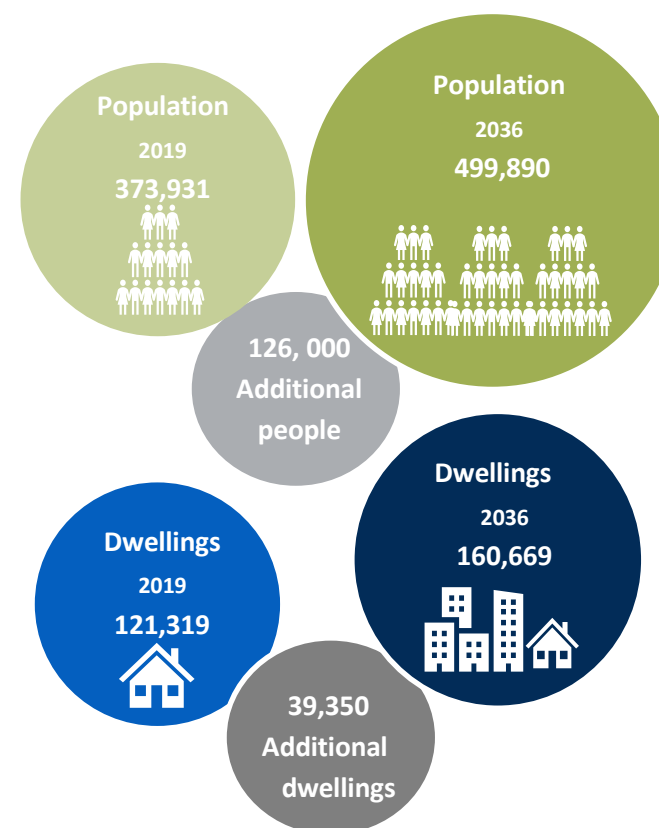 Population
2019
373,931
Population
2036
499,890
126, 000
Additional
people
Dwellings
2019
121,319
Dwellings
2036
160,669
39,350
Additional
dwellings